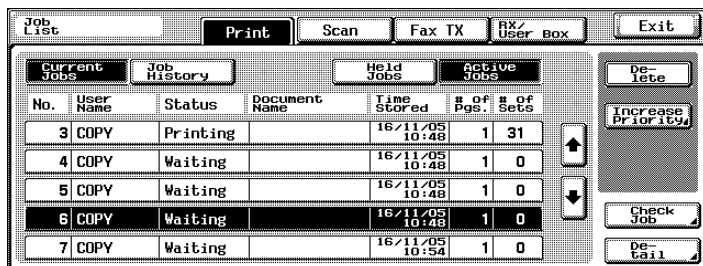 Job List
Print
Scan
Fax TX
RX/ User Box
Exit
Current Jobs
Job History
Held Jobs
Active Jobs
De- lete
No. User Name Status Document Name Time Stored # of Pgs. # of Sets
Increase Priority
3 COPY Printing 16/11/05 10:48 1 31
4 COPY Waiting 16/11/05 10:48 1 0
5 COPY Waiting 16/11/05 10:48 1 0
6 COPY Waiting 16/11/05 10:48 1 0
Check Job
7 COPY Waiting 16/11/05 10:54 1 0
De- tail